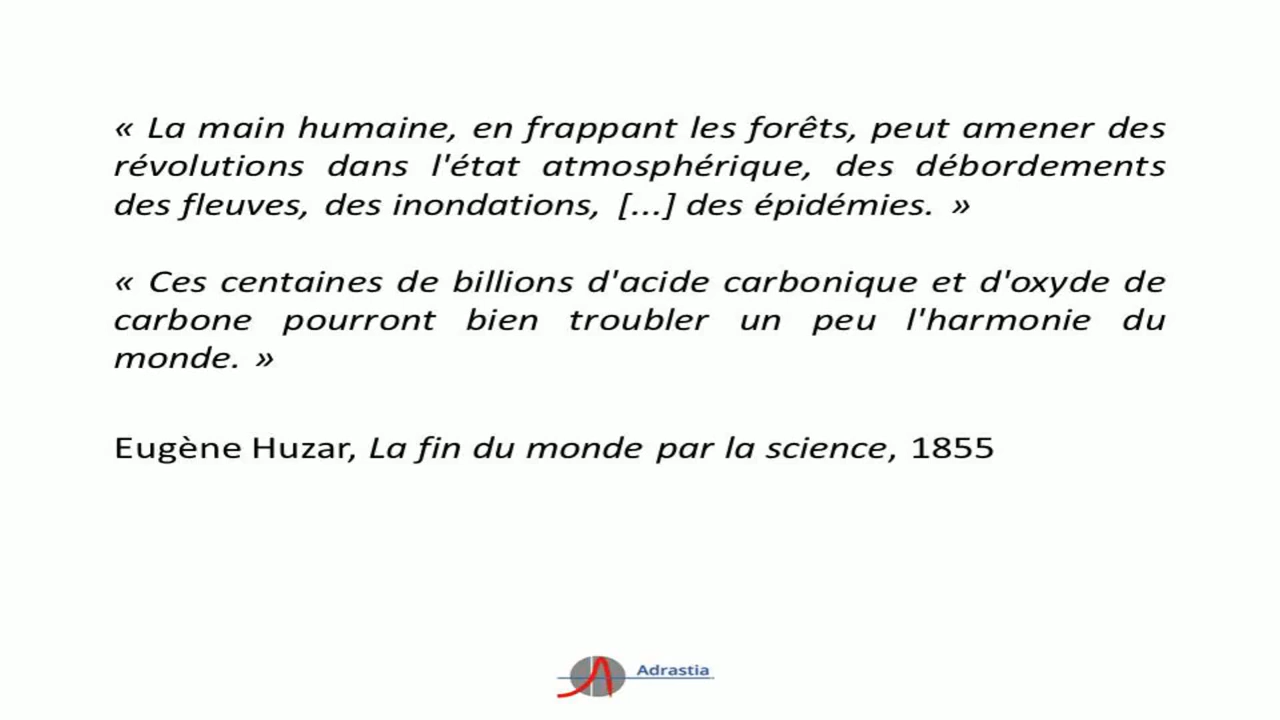 « La main humaine, en frappant les forêts, peut amener des
révolutions dans l'état atmosphérique, des débordements
des fleuves, des inondations, [...] des épidémies. »
« Ces centaines de billions d'acide carbonique et d'oxyde de
carbone pourront bien troubler un peu l'harmonie du
monde. »
Eugène Huzar, La fin du monde par la science, 1855
Adrastia